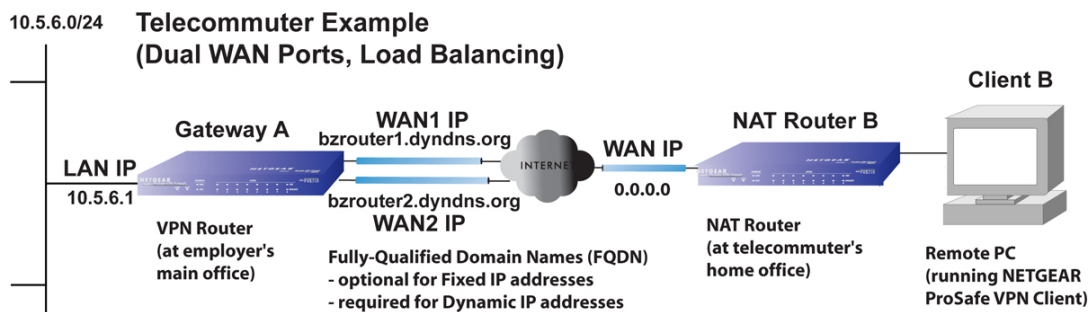 10.5.6.0/24
Telecommuter Example
(Dual WAN Ports, Load Balancing)
Client B
Gateway A
WAN1 IP
bzrouter1.dyndns.org
NAT Router B
LAN IP
10.5.6.1
NETGEAR
INTERNET
WAN IP
0.0.0.0
NETGEAR
bzrouter2.dyndns.org
WAN2 IP
VPN Router
(at employer's
main office)
Fully-Qualified Domain Names (FQDN)
- optional for Fixed IP addresses
- required for Dynamic IP addresses
NAT Router
(at telecommuter's
home office)
Remote PC
(running NETGEAR
ProSafe VPN Client)